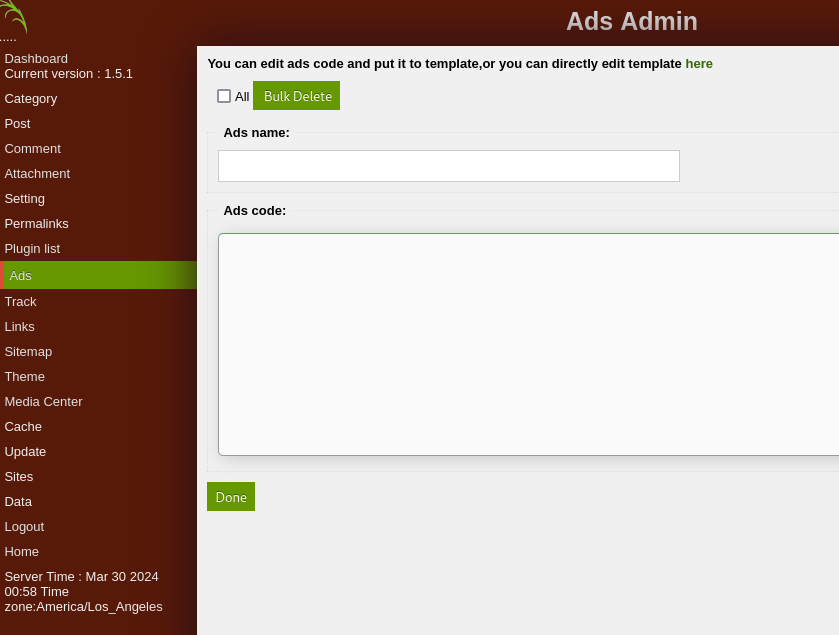 Ads Admin
.....
Dashboard
Current version : 1.5.1
Category
Post
Comment
Attachment
Setting
Permalinks
Plugin list
Ads
Track
Links
Sitemap
Theme
Media Center
Cache
Update
Sites
Data
Logout
Home
Server Time : Mar 30 2024
00:58 Time
zone:America/Los_Angeles
You can edit ads code and put it to template,or you can directly edit template here
All Bulk Delete
Ads name:
Ads code:
Done